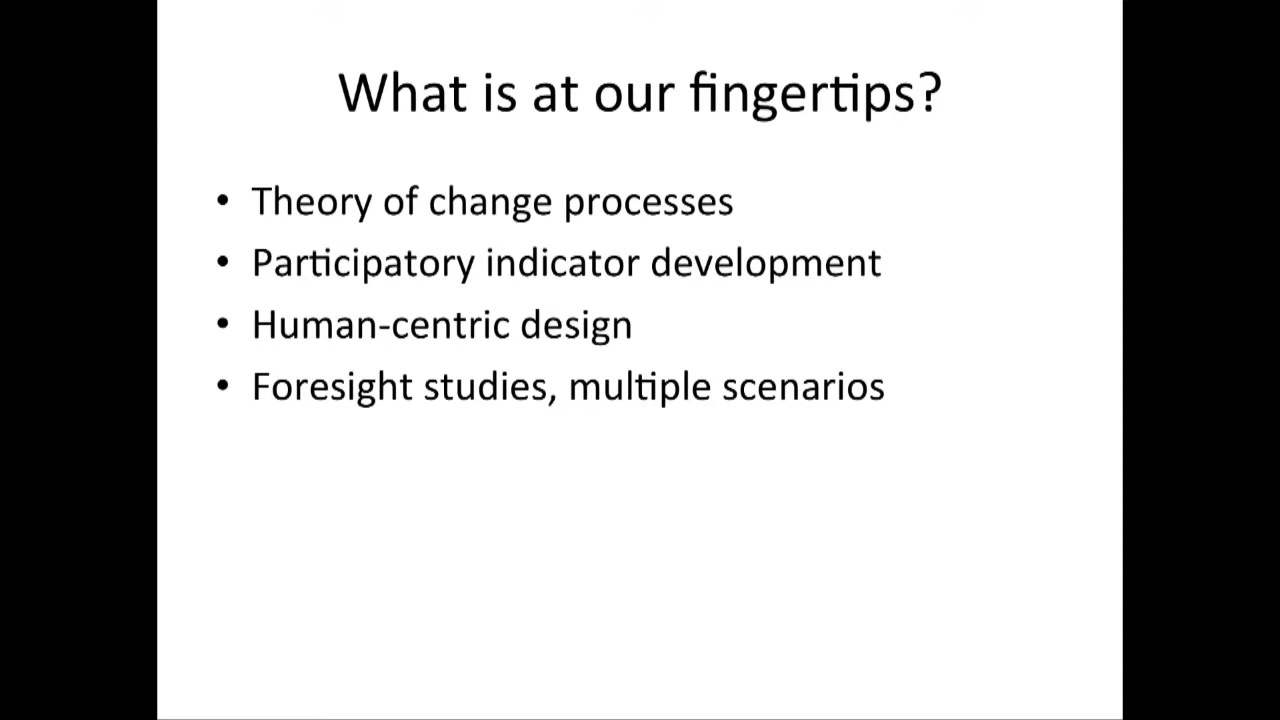 What is at our fingertips?
• Theory of change processes
• Participatory indicator development
• Human-centric design
• Foresight studies, multiple scenarios